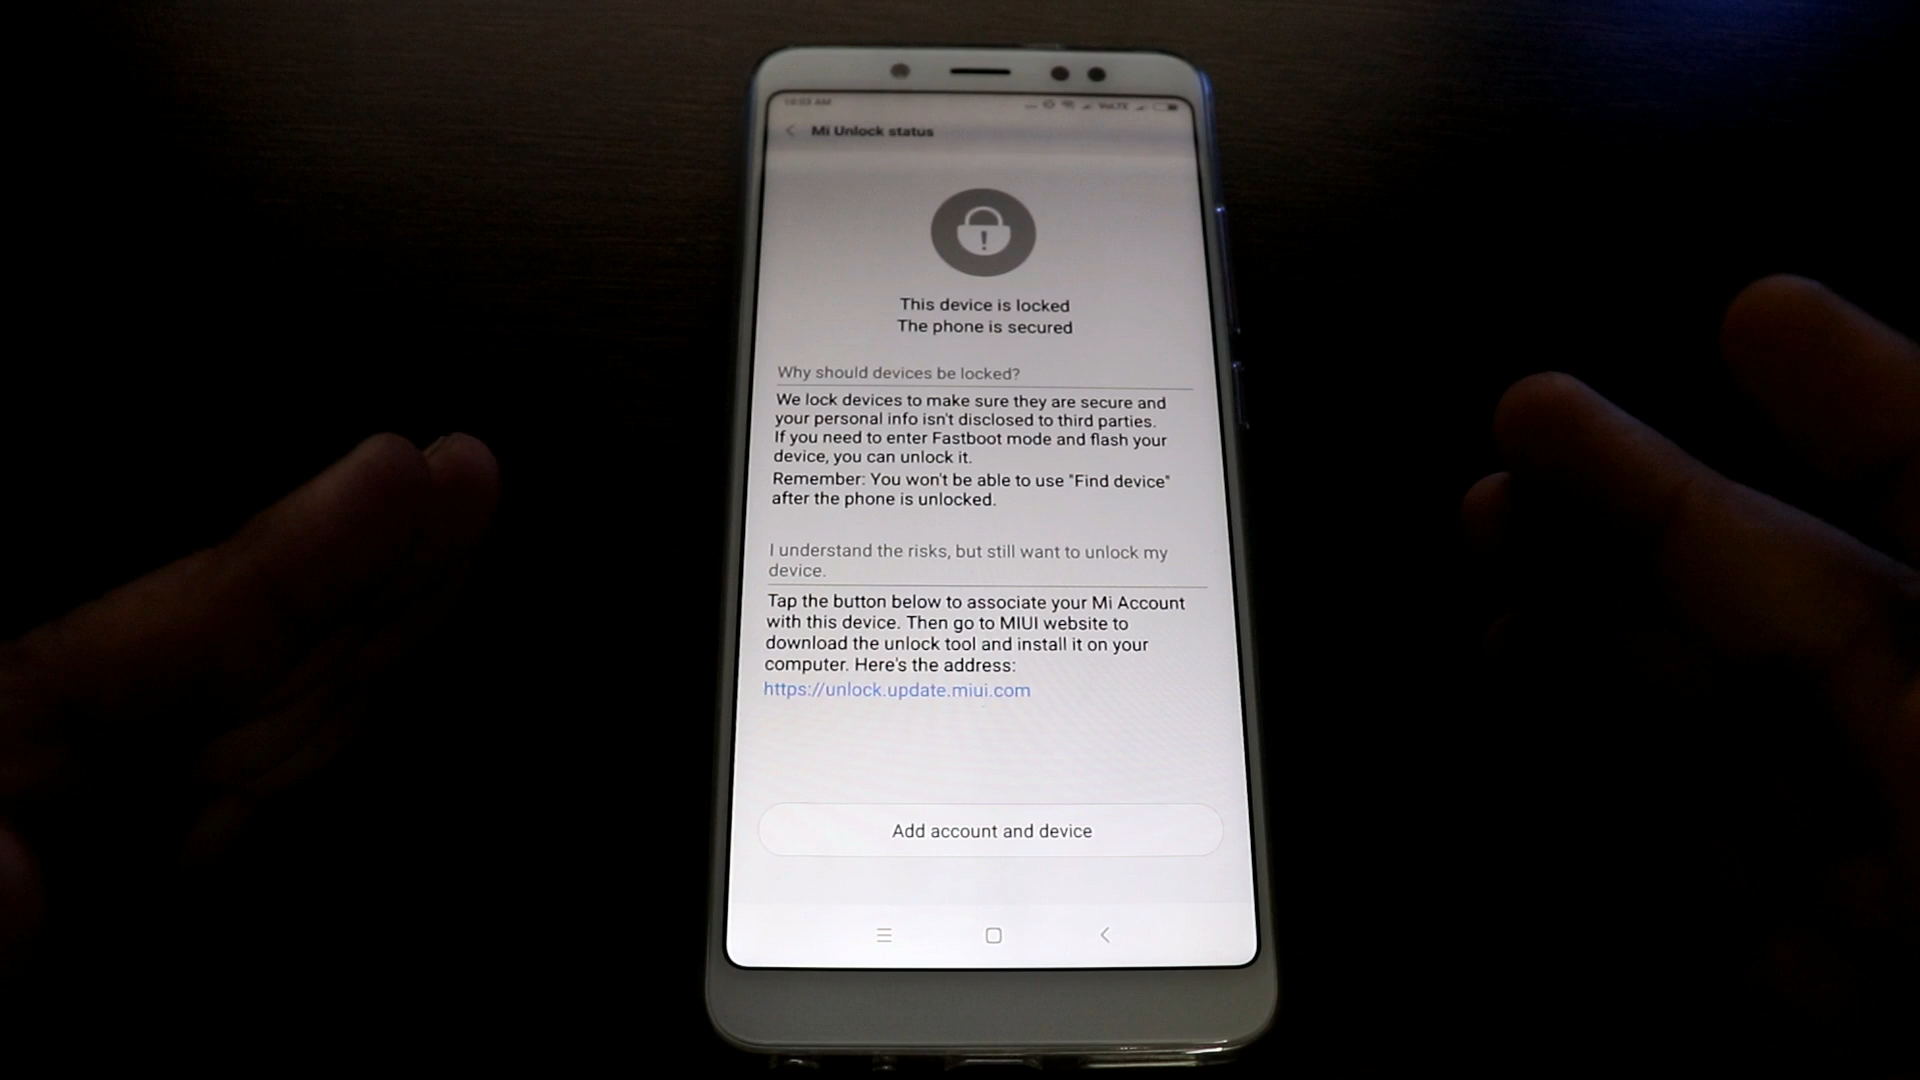 10:03 AM VoLTE
Mi Unlock status
This device is locked
The phone is secured
Why should devices be locked?
We lock devices to make sure they are secure and
your personal info isn't disclosed to third parties.
If you need to enter Fastboot mode and flash your
device, you can unlock it.
Remember: You won't be able to use "Find device"
after the phone is unlocked.
I understand the risks, but still want to unlock my
device.
Tap the button below to associate your Mi Account
with this device. Then go to MIUI website to
download the unlock tool and install it on your
computer. Here's the address:
https://unlock.update.miui.com
Add account and device